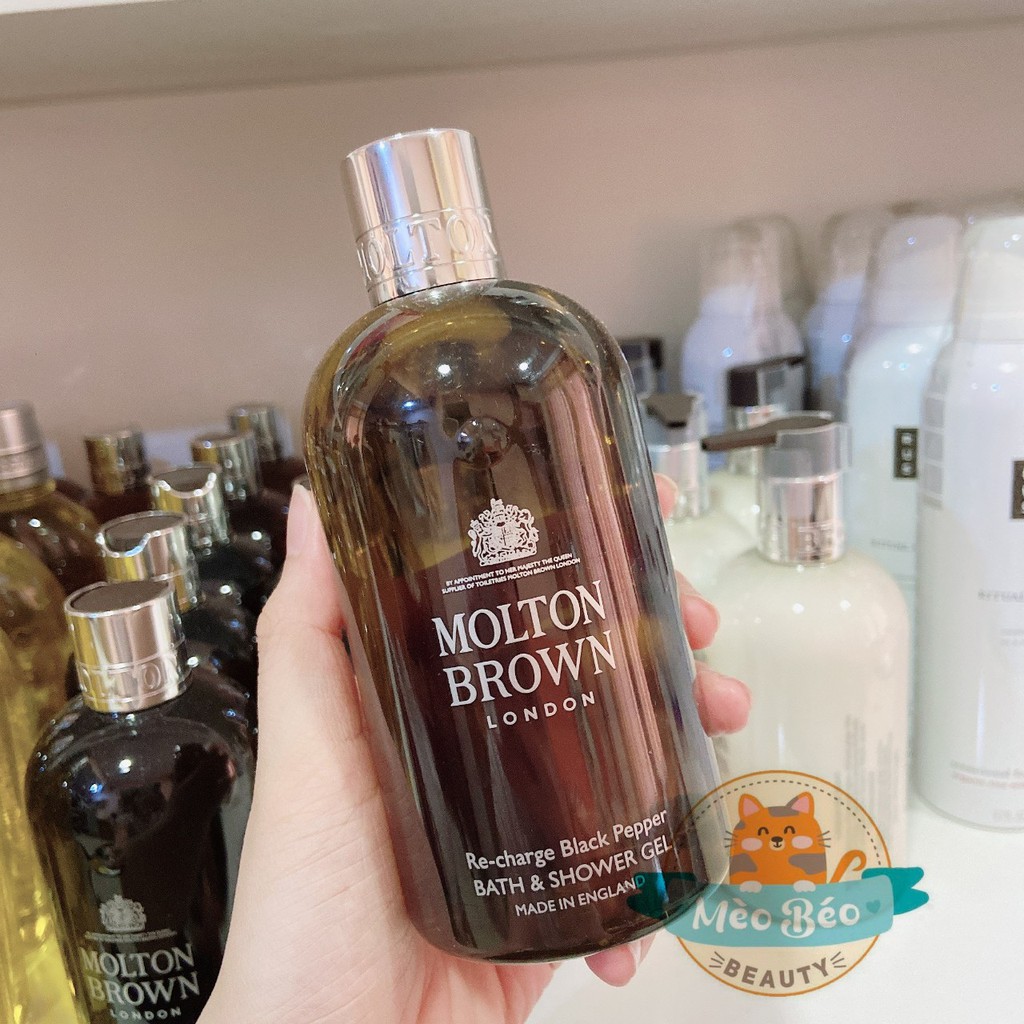 MOLTON
BY APPOINTMENT TO HER MAJESTY THE QUEEN
SUPPLIER OF TOILETRIES MOLTON BROWN LONDON
MOLTON
BROWN
LONDON
Re-charge Black Pepper
BATH & SHOWER GEL
MADE IN ENGLAND
MOLTON
BROWN
LONDON
Mèo Béo
BEAUTY